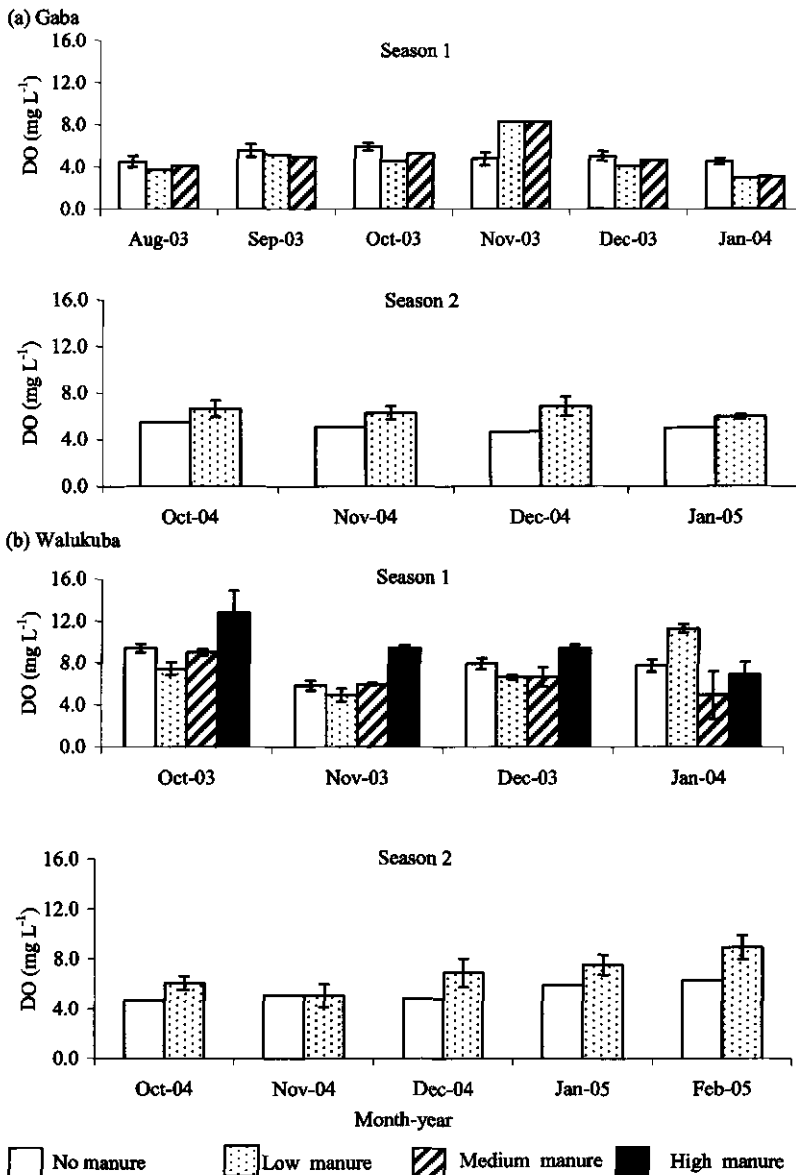 (a) Gaba
Season 1
DO (mg L⁻¹)
16.0
12.0
8.0
4.0
0.0
Aug-03 Sep-03 Oct-03 Nov-03 Dec-03 Jan-04
Season 2
DO (mg L⁻¹)
16.0
12.0
8.0
4.0
0.0
Oct-04 Nov-04 Dec-04 Jan-05
(b) Walukuba
Season 1
DO (mg L⁻¹)
16.0
12.0
8.0
4.0
0.0
Oct-03 Nov-03 Dec-03 Jan-04
Season 2
DO (mg L⁻¹)
16.0
12.0
8.0
4.0
0.0
Oct-04 Nov-04 Dec-04 Jan-05 Feb-05
Month-year
No manure Low manure Medium manure High manure